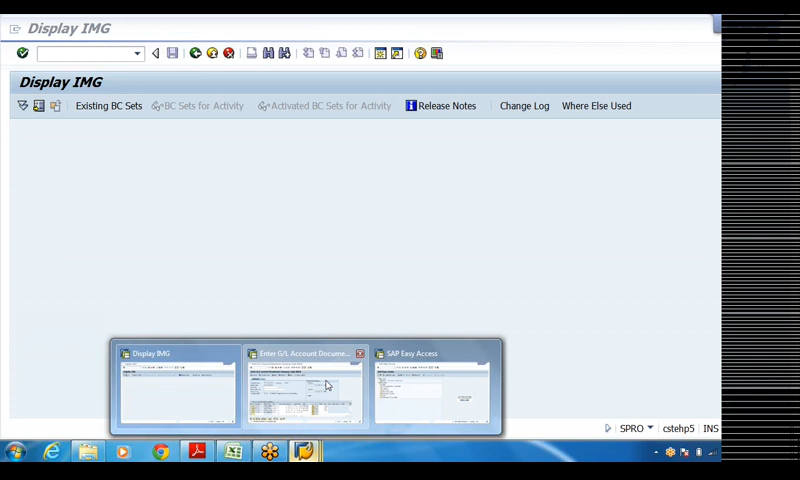 Display IMG
Display IMG
Existing BC Sets BC Sets for Activity Activated BC Sets for Activity Release Notes Change Log Where Else Used
Display IMG Enter G/L Account Docume... SAP Easy Access
SPRO cstehp5 INS